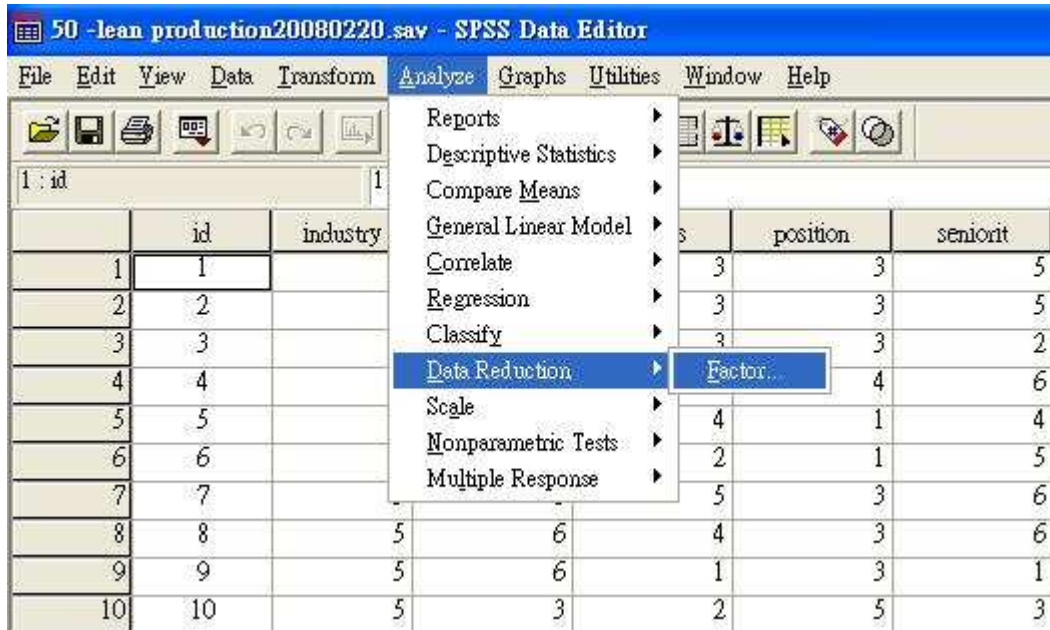 50 -lean production20080220.sav - SPSS Data Editor
File Edit View Data Transform Analyze Graphs Utilities Window Help
1 : id 1
Reports
Descriptive Statistics
Compare Means
General Linear Model
Correlate
Regression
Classify
Data Reduction Factor...
Scale
Nonparametric Tests
Multiple Response
id industry s position seniorit
1 1 3 3 5
2 2 3 3 5
3 3 3 3 2
4 4 4 6
5 5 4 1 4
6 6 2 1 5
7 7 5 3 6
8 8 5 6 4 3 6
9 9 5 6 1 3 1
10 10 5 3 2 5 3